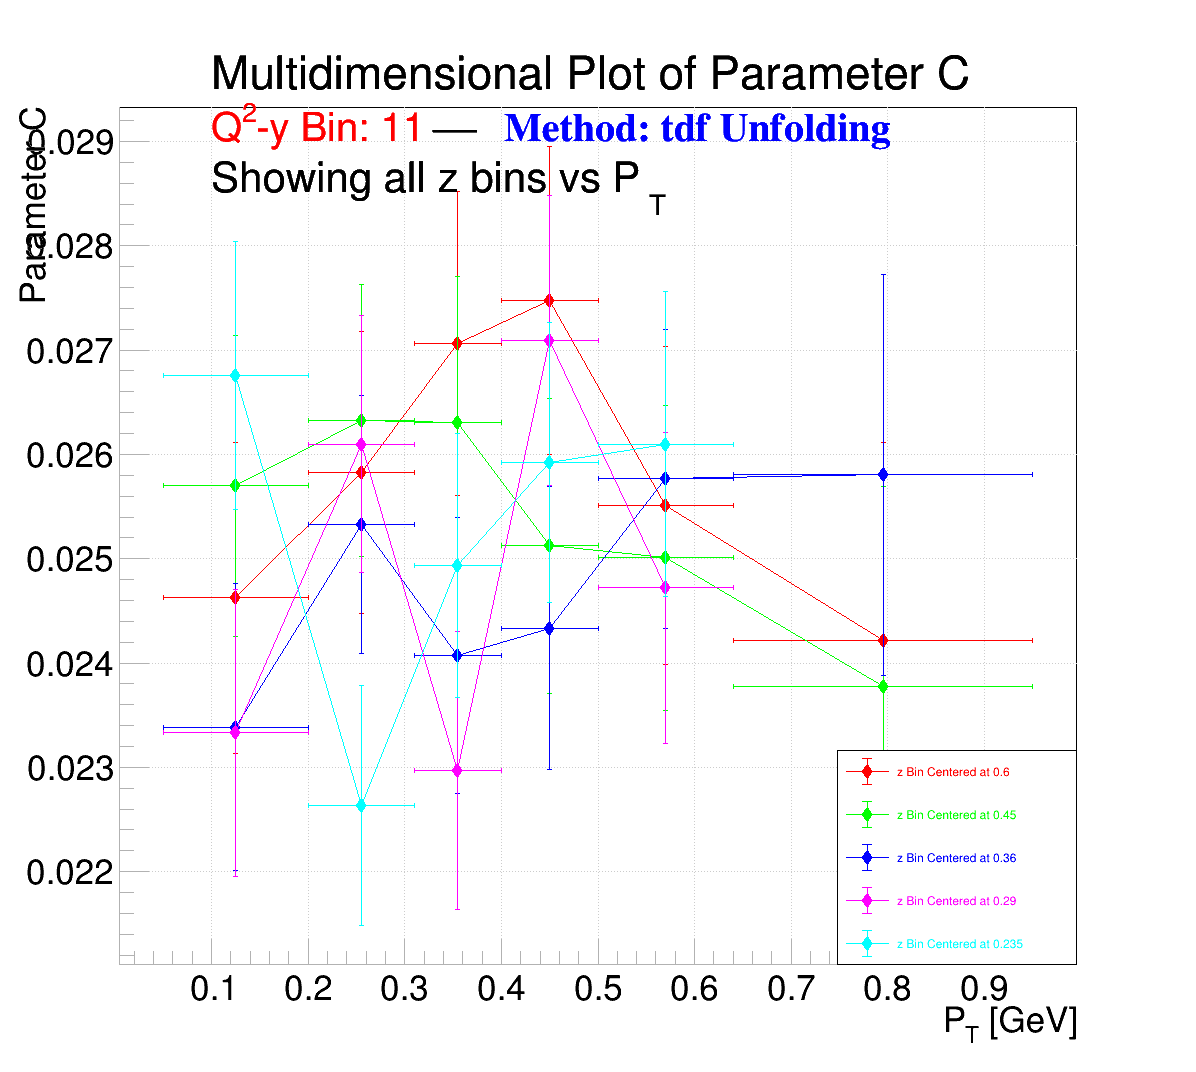 Multidimensional Plot of Parameter C
Q²-y Bin: 11 — Method: tdf Unfolding
Showing all z bins vs P_T
Parameter C
0.029
0.028
0.027
0.026
0.025
0.024
0.023
0.022
z Bin Centered at 0.6
z Bin Centered at 0.45
z Bin Centered at 0.36
z Bin Centered at 0.29
z Bin Centered at 0.235
0.1 0.2 0.3 0.4 0.5 0.6 0.7 0.8 0.9
P_T [GeV]